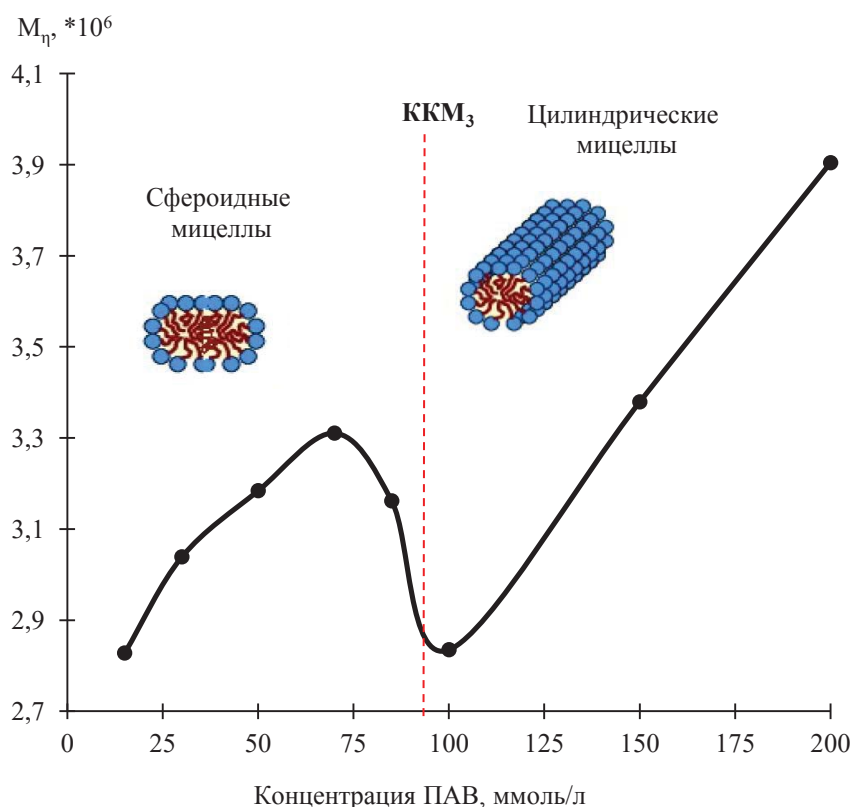 M_η, *10⁶
4,1
3,9
3,7
3,5
3,3
3,1
2,9
2,7
ККМ₃
Цилиндрические
мицеллы
Сфероидные
мицеллы
0 25 50 75 100 125 150 175 200
Концентрация ПАВ, ммоль/л